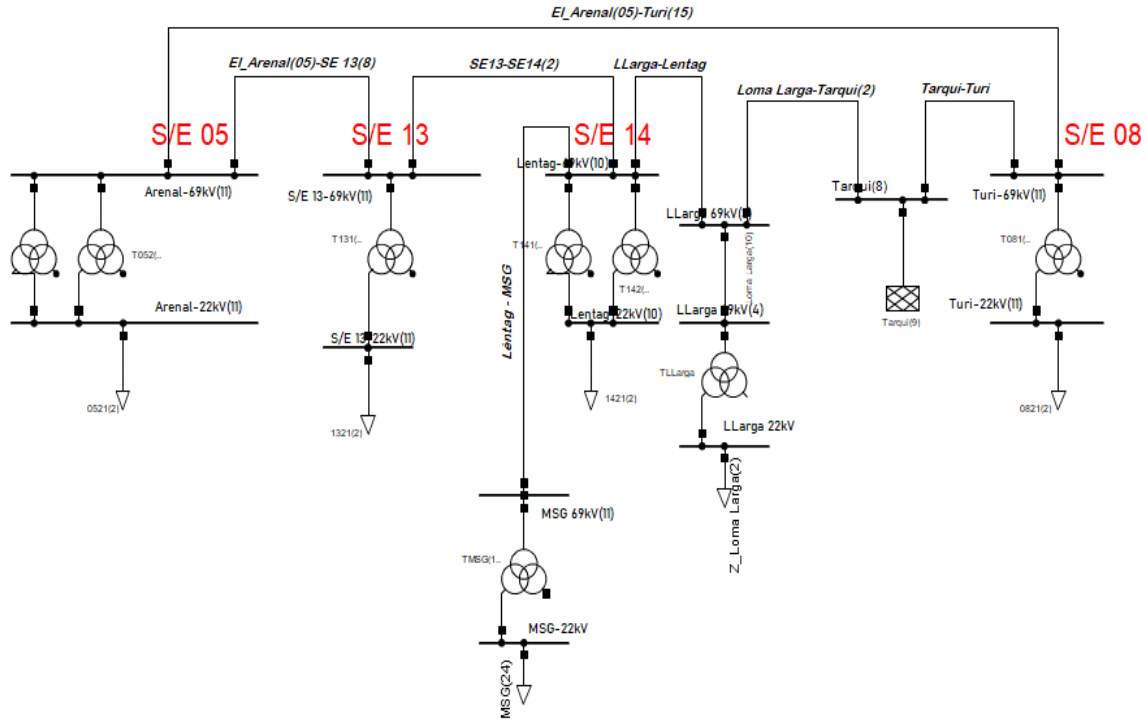 El_Arenal(05)-Turi(15)
El_Arenal(05)-SE 13(8)
SE13-SE14(2)
LLarga-Lentag
Loma Larga-Tarqui(2)
Tarqui-Turi
S/E 05
S/E 13
S/E 14
S/E 08
Arenal-69kV(11)
S/E 13-69kV(11)
Lentag-69kV(10)
Tarqui(8)
Turi-69kV(11)
LLarga 69kV(
T052(..
T131(..
T141(..
T142(..
Loma Larga(10)
T081(..
Lentag - MSG
Arenal-22kV(11)
S/E 13-22kV(11)
Lentag-22kV(10)
LLarga 69kV(4)
Tarqui(9)
Turi-22kV(11)
TLLarga
0521(2)
1321(2)
1421(2)
0821(2)
LLarga 22kV
Z_Loma Larga(2)
MSG 69kV(11)
TMSG(1..
MSG-22kV
MSG(24)